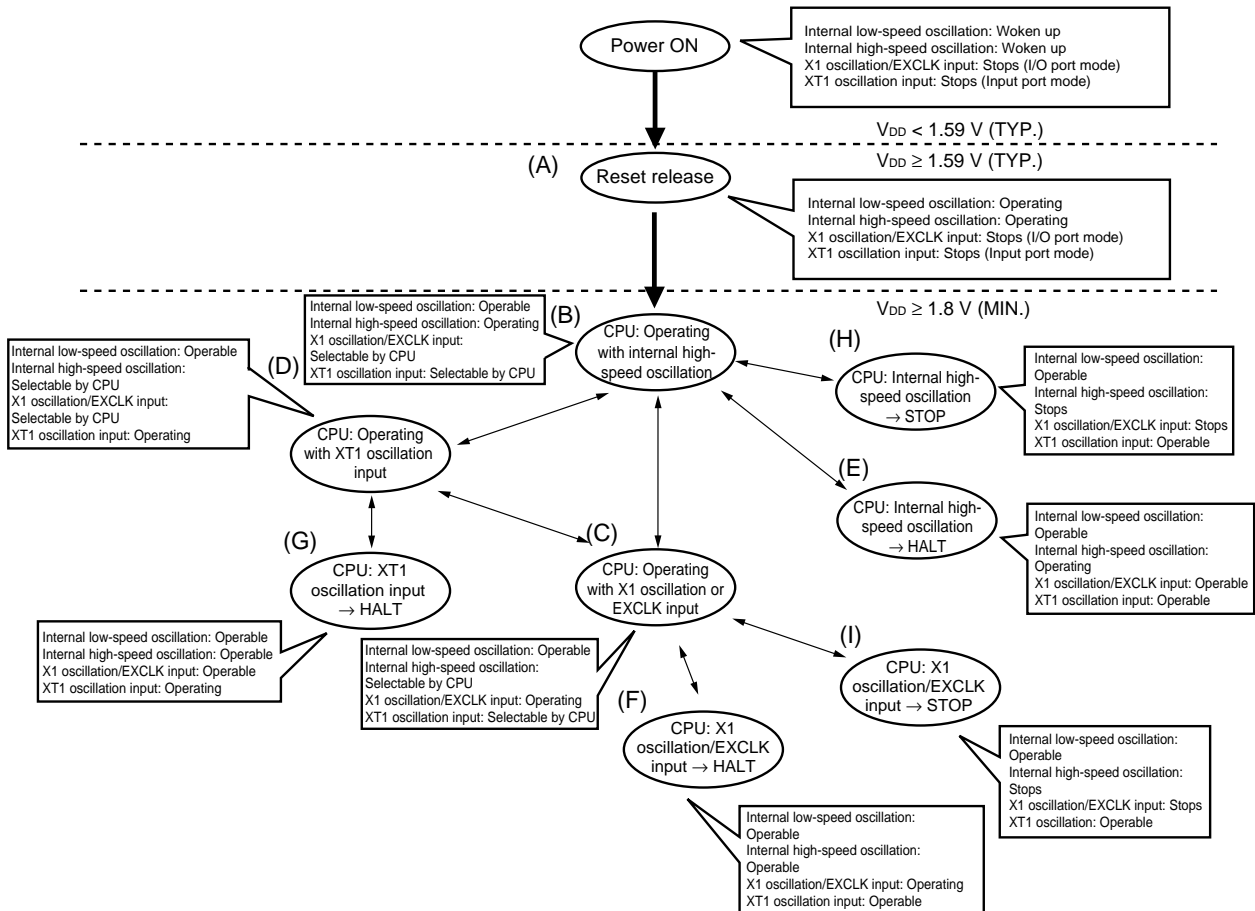 Power ON
Internal low-speed oscillation: Woken up
Internal high-speed oscillation: Woken up
X1 oscillation/EXCLK input: Stops (I/O port mode)
XT1 oscillation input: Stops (Input port mode)
VDD < 1.59 V (TYP.)
VDD ≥ 1.59 V (TYP.)
(A)
Reset release
Internal low-speed oscillation: Operating
Internal high-speed oscillation: Operating
X1 oscillation/EXCLK input: Stops (I/O port mode)
XT1 oscillation input: Stops (Input port mode)
VDD ≥ 1.8 V (MIN.)
(B)
Internal low-speed oscillation: Operable
Internal high-speed oscillation: Operating
X1 oscillation/EXCLK input:
Selectable by CPU
XT1 oscillation input: Selectable by CPU
CPU: Operating
with internal high-
speed oscillation
(H)
CPU: Internal high-
speed oscillation
→ STOP
Internal low-speed oscillation:
Operable
Internal high-speed oscillation:
Stops
X1 oscillation/EXCLK input: Stops
XT1 oscillation input: Operable
(D)
Internal low-speed oscillation: Operable
Internal high-speed oscillation:
Selectable by CPU
X1 oscillation/EXCLK input:
Selectable by CPU
XT1 oscillation input: Operating
CPU: Operating
with XT1 oscillation
input
(E)
CPU: Internal high-
speed oscillation
→ HALT
Internal low-speed oscillation:
Operable
Internal high-speed oscillation:
Operating
X1 oscillation/EXCLK input: Operable
XT1 oscillation input: Operable
(G)
CPU: XT1
oscillation input
→ HALT
Internal low-speed oscillation: Operable
Internal high-speed oscillation: Operable
X1 oscillation/EXCLK input: Operable
XT1 oscillation input: Operating
(C)
CPU: Operating
with X1 oscillation or
EXCLK input
Internal low-speed oscillation: Operable
Internal high-speed oscillation:
Selectable by CPU
X1 oscillation/EXCLK input: Operating
XT1 oscillation input: Selectable by CPU
(I)
CPU: X1
oscillation/EXCLK
input → STOP
Internal low-speed oscillation:
Operable
Internal high-speed oscillation:
Stops
X1 oscillation/EXCLK input: Stops
XT1 oscillation: Operable
(F)
CPU: X1
oscillation/EXCLK
input → HALT
Internal low-speed oscillation:
Operable
Internal high-speed oscillation:
Operable
X1 oscillation/EXCLK input: Operating
XT1 oscillation input: Operable